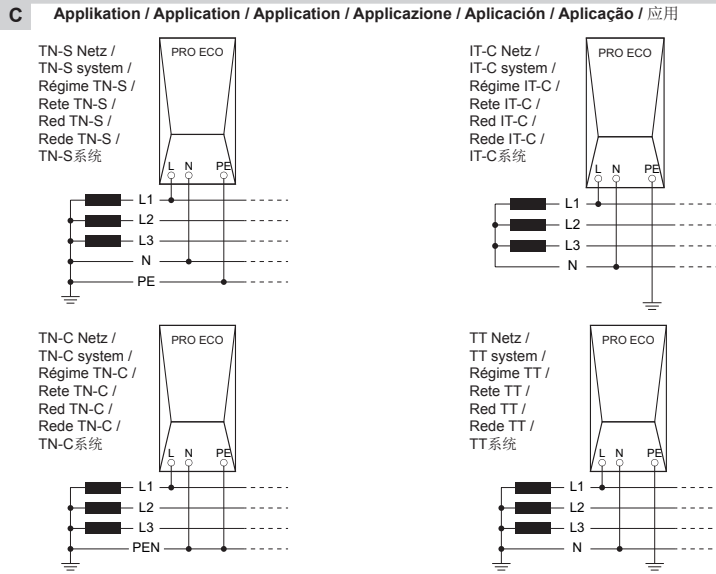 C Applikation / Application / Application / Applicazione / Aplicación / Aplicação / 应用
TN-S Netz /
TN-S system /
Régime TN-S /
Rete TN-S /
Red TN-S /
Rede TN-S /
TN-S系统
PRO ECO
L N PE
L1
L2
L3
N
PE
IT-C Netz /
IT-C system /
Régime IT-C /
Rete IT-C /
Red IT-C /
Rede IT-C /
IT-C系统
PRO ECO
L N PE
L1
L2
L3
N
TN-C Netz /
TN-C system /
Régime TN-C /
Rete TN-C /
Red TN-C /
Rede TN-C /
TN-C系统
PRO ECO
L N PE
L1
L2
L3
PEN
TT Netz /
TT system /
Régime TT /
Rete TT /
Red TT /
Rede TT /
TT系统
PRO ECO
L N PE
L1
L2
L3
N